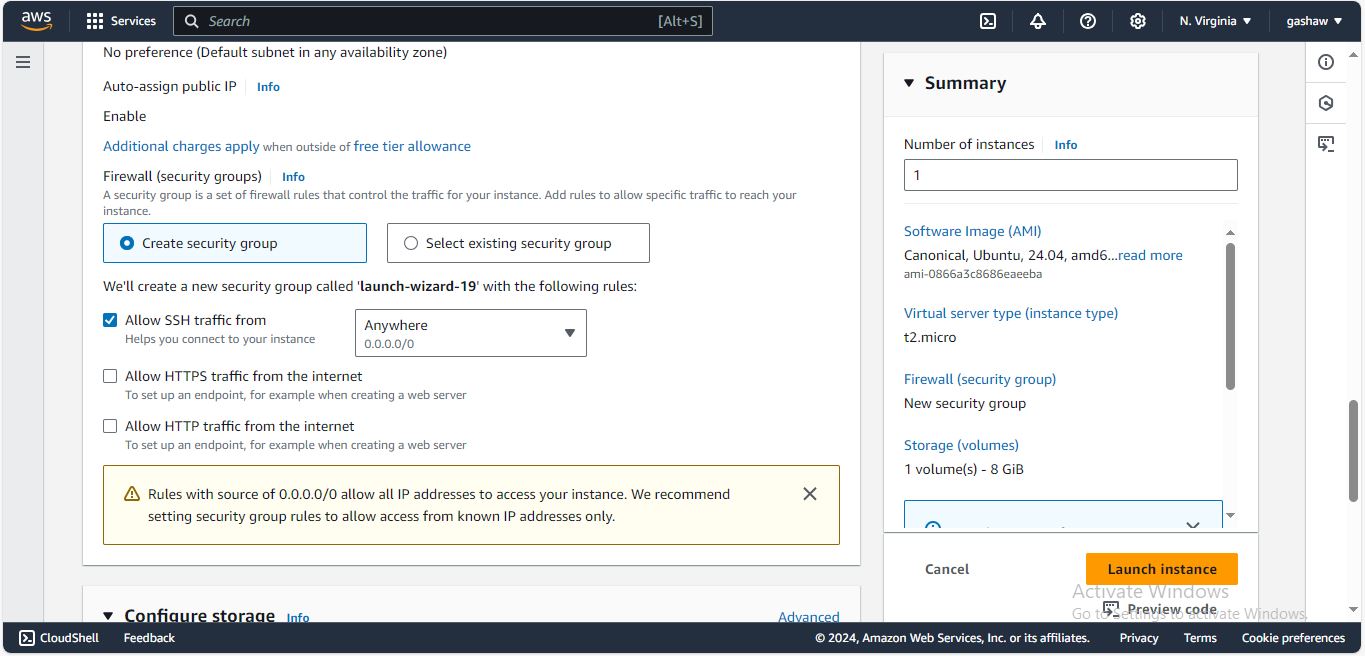 aws
Services
Search
[Alt+S]
N. Virginia
gashaw
No preference (Default subnet in any availability zone)
Auto-assign public IP
Info
Enable
Additional charges apply when outside of free tier allowance
Firewall (security groups)
Info
A security group is a set of firewall rules that control the traffic for your instance. Add rules to allow specific traffic to reach your
instance.
Create security group
Select existing security group
We'll create a new security group called 'launch-wizard-19' with the following rules:
Allow SSH traffic from
Helps you connect to your instance
Anywhere
0.0.0.0/0
Allow HTTPS traffic from the internet
To set up an endpoint, for example when creating a web server
Allow HTTP traffic from the internet
To set up an endpoint, for example when creating a web server
Rules with source of 0.0.0.0/0 allow all IP addresses to access your instance. We recommend
setting security group rules to allow access from known IP addresses only.
Configure storage
Info
Advanced
Summary
Number of instances
Info
1
Software Image (AMI)
Canonical, Ubuntu, 24.04, amd6...read more
ami-0866a3c8686eaeeba
Virtual server type (instance type)
t2.micro
Firewall (security group)
New security group
Storage (volumes)
1 volume(s) - 8 GiB
Cancel
Launch instance
Preview code
Activate Windows
Go to Settings to activate Windows.
CloudShell
Feedback
© 2024, Amazon Web Services, Inc. or its affiliates.
Privacy
Terms
Cookie preferences